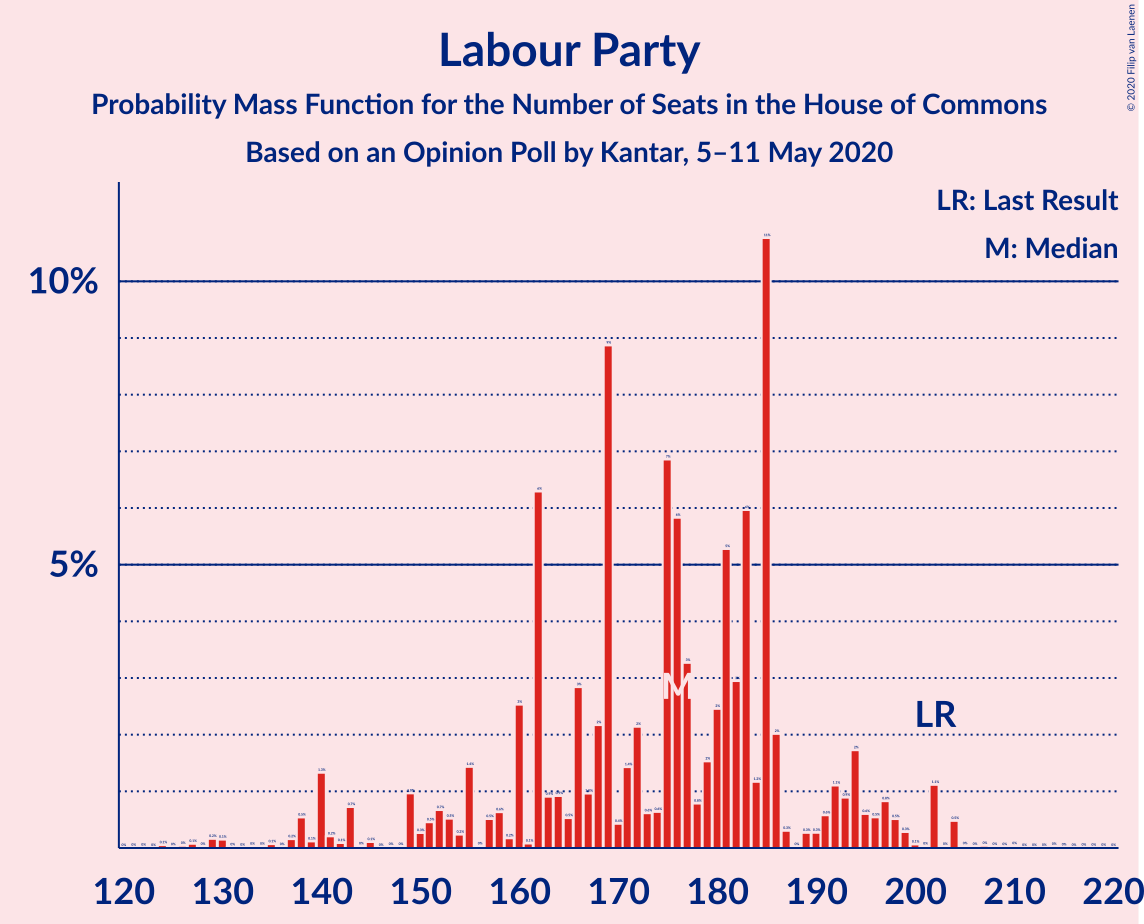 Labour Party
Probability Mass Function for the Number of Seats in the House of Commons
Based on an Opinion Poll by Kantar, 5–11 May 2020
© 2020 Filip van Laenen
LR: Last Result
M: Median
10%
5%
M
LR
120 130 140 150 160 170 180 190 200 210 220